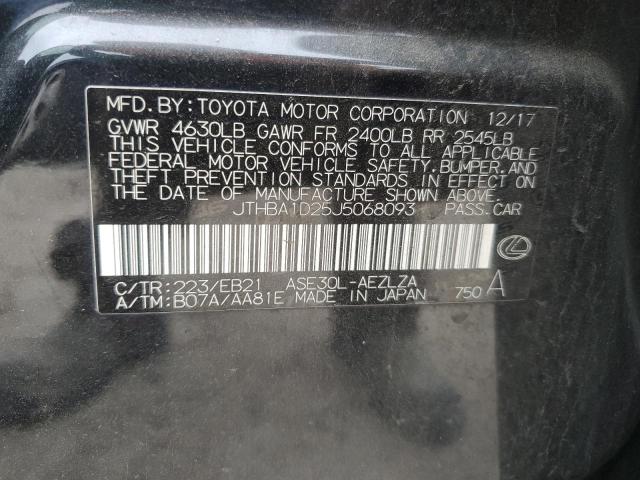 MFD. BY: TOYOTA MOTOR CORPORATION 12/17
GVWR 4630LB GAWR FR 2400LB RR 2545LB
THIS VEHICLE CONFORMS TO ALL APPLICABLE
FEDERAL MOTOR VEHICLE SAFETY, BUMPER, AND
THEFT PREVENTION STANDARDS IN EFFECT ON
THE DATE OF MANUFACTURE SHOWN ABOVE.
JTHBA1D25J5068093 PASS. CAR
C/TR: 223/EB21 ASE30L-AEZLZA
A/TM: B07A/AA81E MADE IN JAPAN 750 A